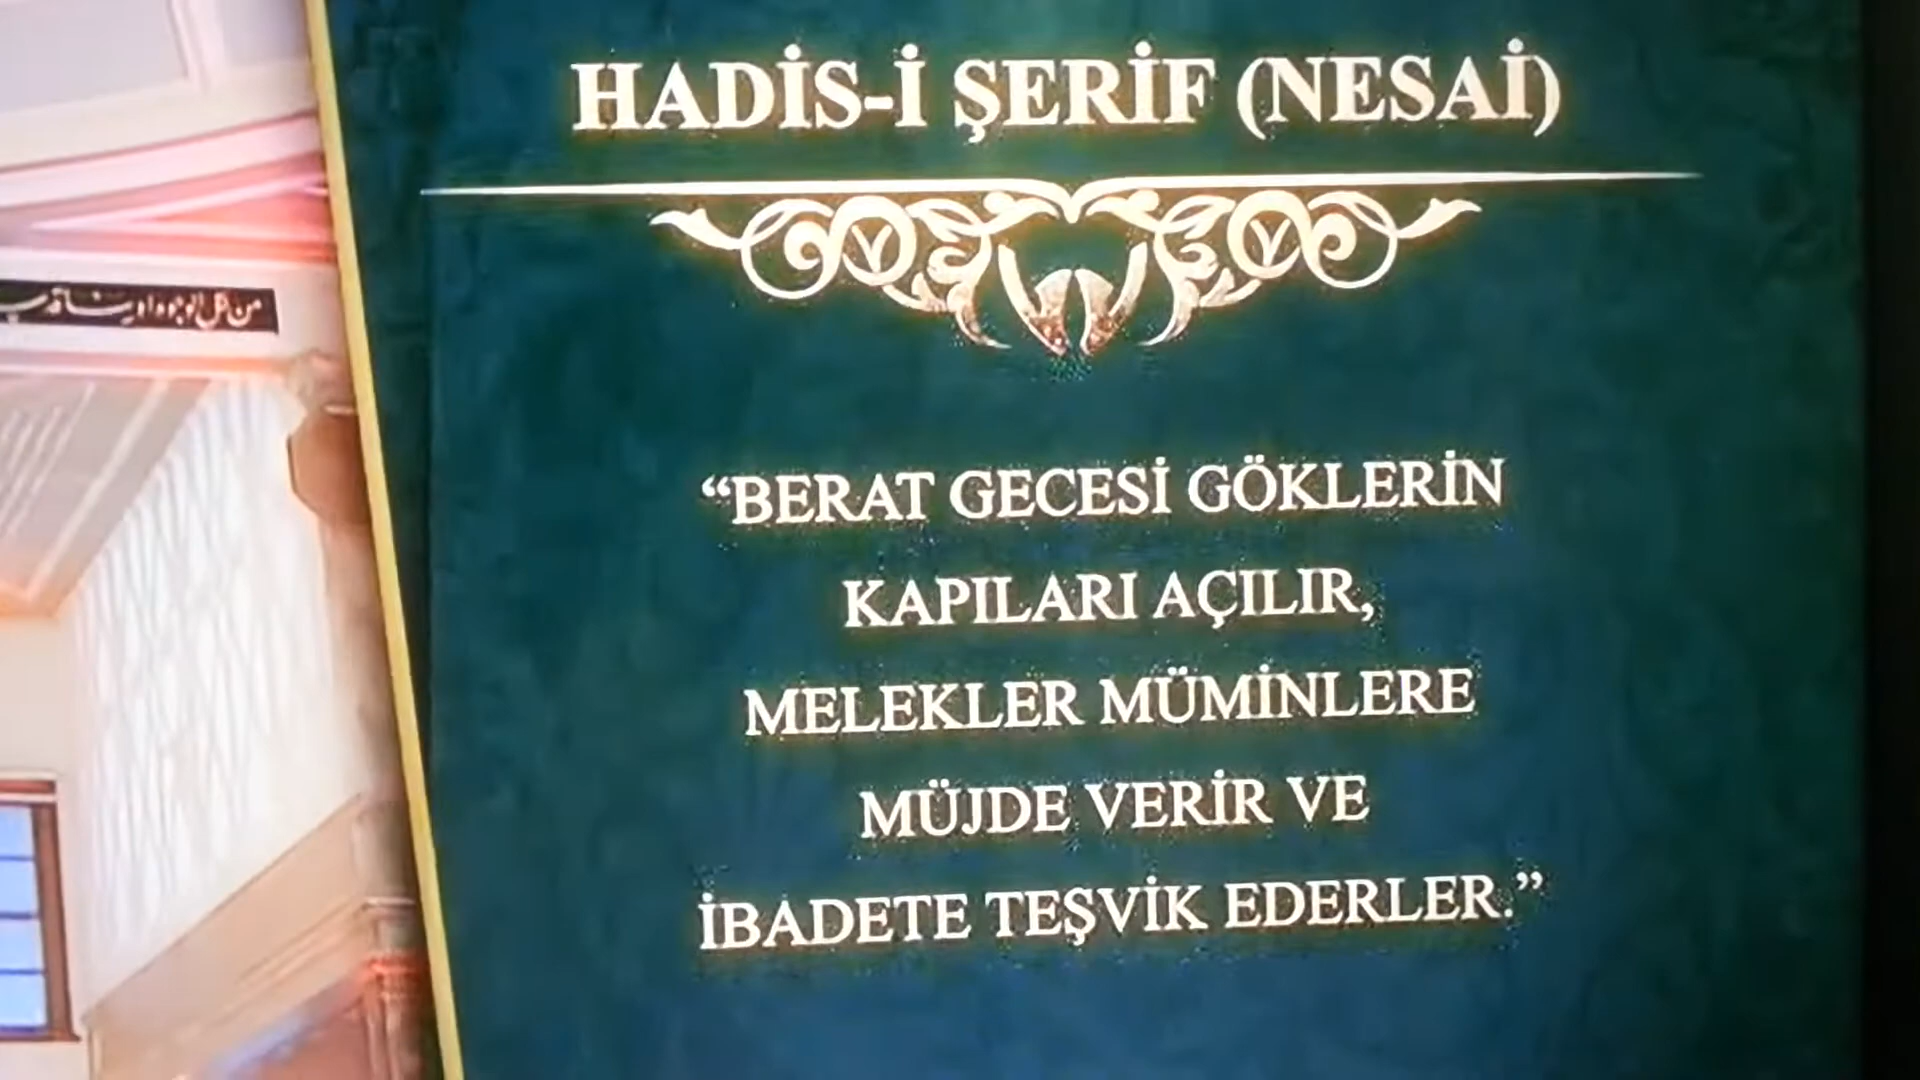 HADİS-İ ŞERİF (NESAİ)
“BERAT GECESİ GÖKLERİN
KAPILARI AÇILIR,
MELEKLER MÜMİNLERE
MÜJDE VERİR VE
İBADETE TEŞVİK EDERLER.”